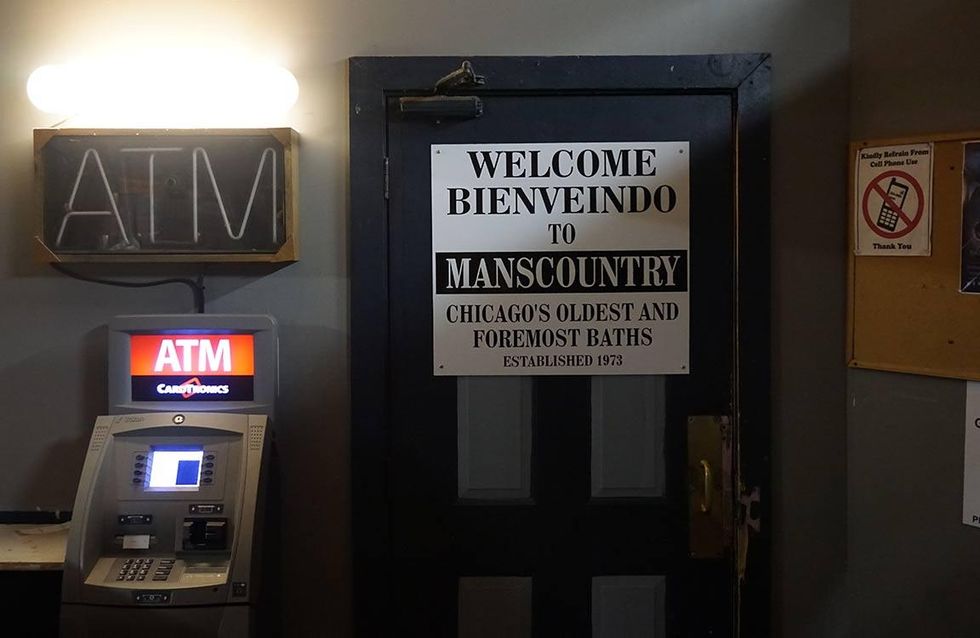 ATM
ATM
CARDTRONICS
WELCOME
BIENVEINDO
TO
MANSCOUNTRY
CHICAGO'S OLDEST AND
FOREMOST BATHS
ESTABLISHED 1973
Kindly Refrain From
Cell Phone Use
Thank You